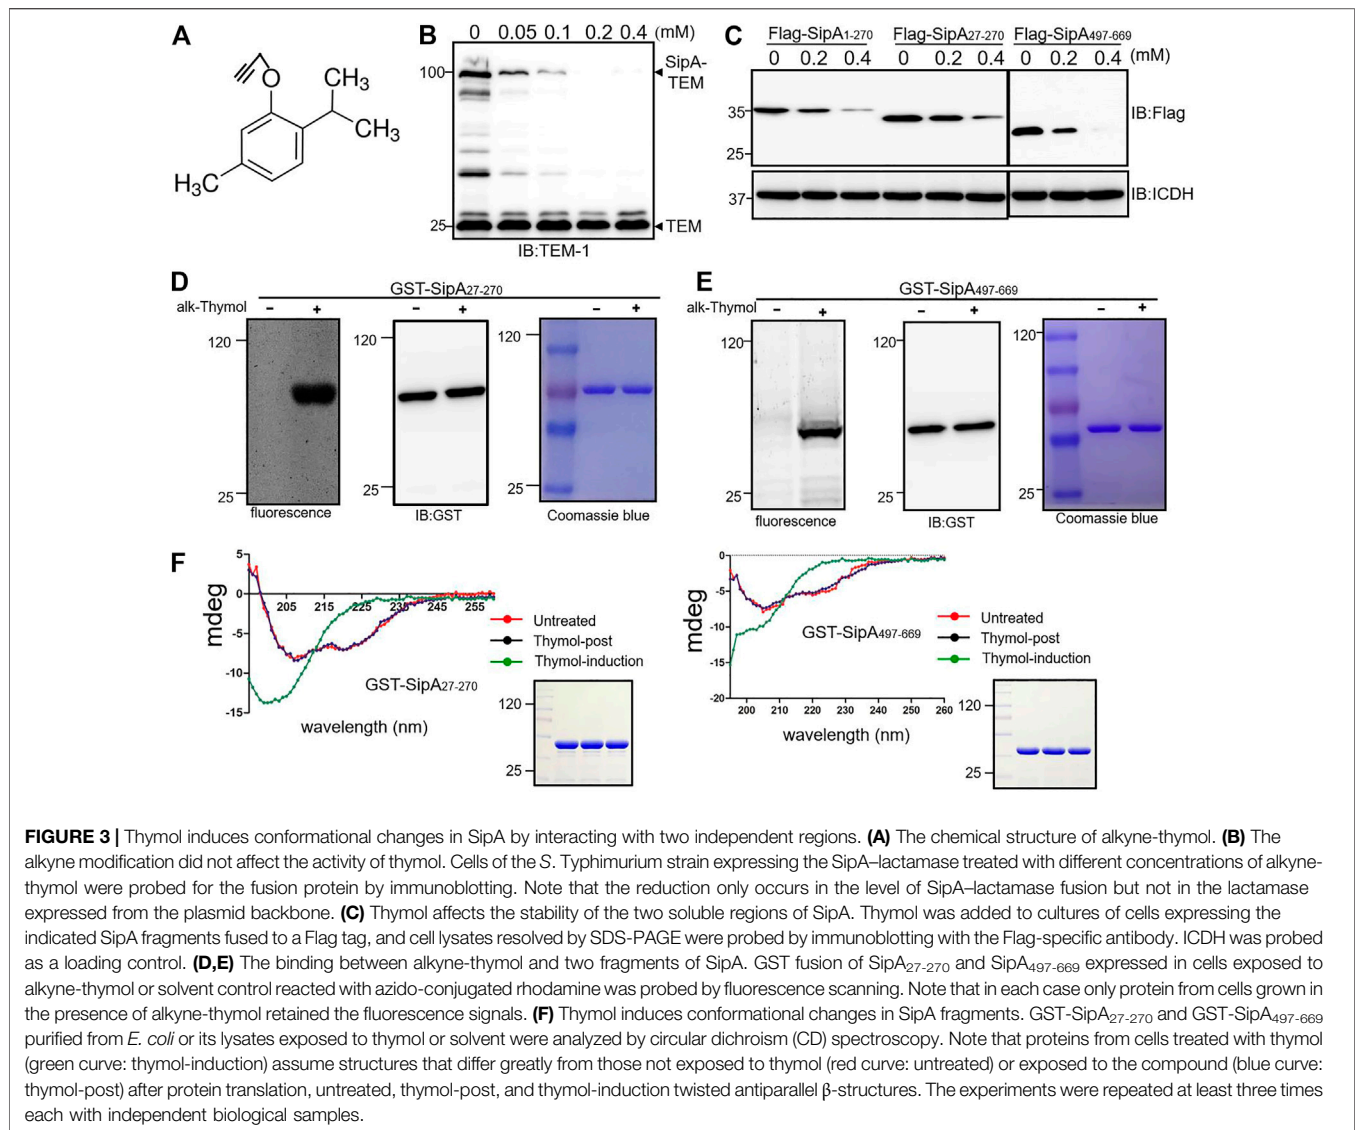 A
O
CH3
CH3
H3C
B
0 0.05 0.1 0.2 0.4 (mM)
100
SipA-
TEM
25
TEM
IB:TEM-1
C
Flag-SipA1-270 Flag-SipA27-270 Flag-SipA497-669
0 0.2 0.4 0 0.2 0.4 0 0.2 0.4 (mM)
35
IB:Flag
25
37
IB:ICDH
D
GST-SipA27-270
alk-Thymol - + - + - +
120 120 120
25 25 25
fluorescence IB:GST Coomassie blue
E
GST-SipA497-669
alk-Thymol - + - + - +
120 120 120
25 25 25
fluorescence IB:GST Coomassie blue
F
5
0
-5
-10
-15
mdeg
205 215 225 235 245 255
wavelength (nm)
GST-SipA27-270
Untreated
Thymol-post
Thymol-induction
120
25
0
-5
-10
-15
-20
mdeg
200 210 220 230 240 250 260
wavelength (nm)
GST-SipA497-669
Untreated
Thymol-post
Thymol-induction
120
25
FIGURE 3 | Thymol induces conformational changes in SipA by interacting with two independent regions. (A) The chemical structure of alkyne-thymol. (B) The
alkyne modification did not affect the activity of thymol. Cells of the S. Typhimurium strain expressing the SipA–lactamase treated with different concentrations of alkyne-
thymol were probed for the fusion protein by immunoblotting. Note that the reduction only occurs in the level of SipA–lactamase fusion but not in the lactamase
expressed from the plasmid backbone. (C) Thymol affects the stability of the two soluble regions of SipA. Thymol was added to cultures of cells expressing the
indicated SipA fragments fused to a Flag tag, and cell lysates resolved by SDS-PAGE were probed by immunoblotting with the Flag-specific antibody. ICDH was probed
as a loading control. (D,E) The binding between alkyne-thymol and two fragments of SipA. GST fusion of SipA27-270 and SipA497-669 expressed in cells exposed to
alkyne-thymol or solvent control reacted with azido-conjugated rhodamine was probed by fluorescence scanning. Note that in each case only protein from cells grown in
the presence of alkyne-thymol retained the fluorescence signals. (F) Thymol induces conformational changes in SipA fragments. GST-SipA27-270 and GST-SipA497-669
purified from E. coli or its lysates exposed to thymol or solvent were analyzed by circular dichroism (CD) spectroscopy. Note that proteins from cells treated with thymol
(green curve: thymol-induction) assume structures that differ greatly from those not exposed to thymol (red curve: untreated) or exposed to the compound (blue curve:
thymol-post) after protein translation, untreated, thymol-post, and thymol-induction twisted antiparallel β-structures. The experiments were repeated at least three times
each with independent biological samples.